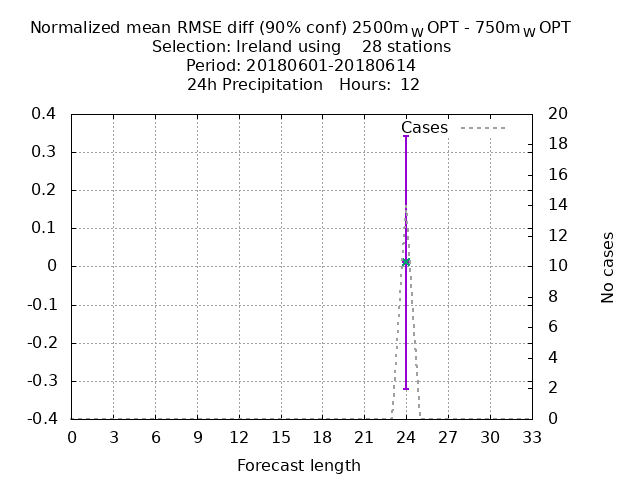 Normalized mean RMSE diff (90% conf) 2500m_W OPT - 750m_W OPT
Selection: Ireland using 28 stations
Period: 20180601-20180614
24h Precipitation Hours: 12
Cases
0.4
0.3
0.2
0.1
0
-0.1
-0.2
-0.3
-0.4
20
18
16
14
12
10
8
6
4
2
0
No cases
0 3 6 9 12 15 18 21 24 27 30 33
Forecast length